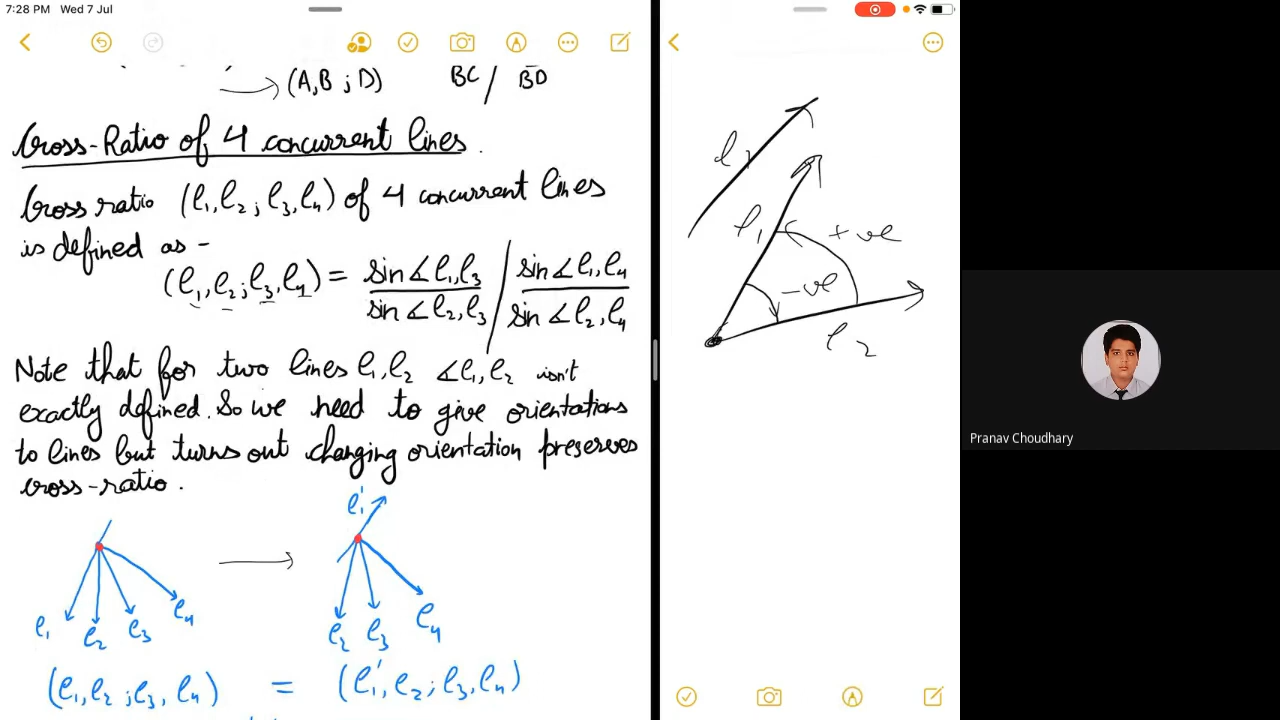 7:28 PM Wed 7 Jul
(A,B ; D) BC / BD
Cross-Ratio of 4 concurrent lines.
Cross ratio (l₁,l₂;l₃,l₄) of 4 concurrent lines
is defined as -
(l₁,l₂;l₃,l₄) = sin∡l₁,l₃ / sin∡l₂,l₃ / sin∡l₁,l₄ / sin∡l₂,l₄
Note that for two lines l₁,l₂ ∡l₁,l₂ isn't
exactly defined. So we need to give orientations
to lines but turns out changing orientation preserves
cross-ratio.
l₁ l₂ l₃ l₄
l₁' l₂ l₃ l₄
(l₁,l₂;l₃,l₄) = (l₁',l₂;l₃,l₄)
l₁ +ve
-ve
l₂
Pranav Choudhary